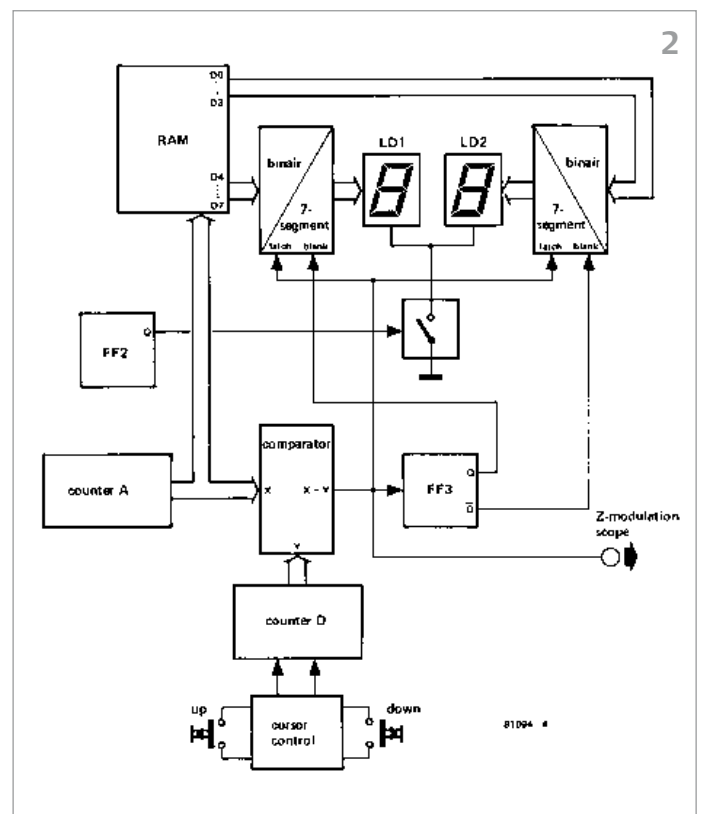 2
D0
D3
RAM
D4
D7
LD1
LD2
binair
7-
segment
latch blank
binair
7-
segment
latch blank
FF2
Q
comparator
counter A
X
X - Y
Y
FF3
Q
Q
Z-modulation
scope
counter D
up
cursor
control
down
81094